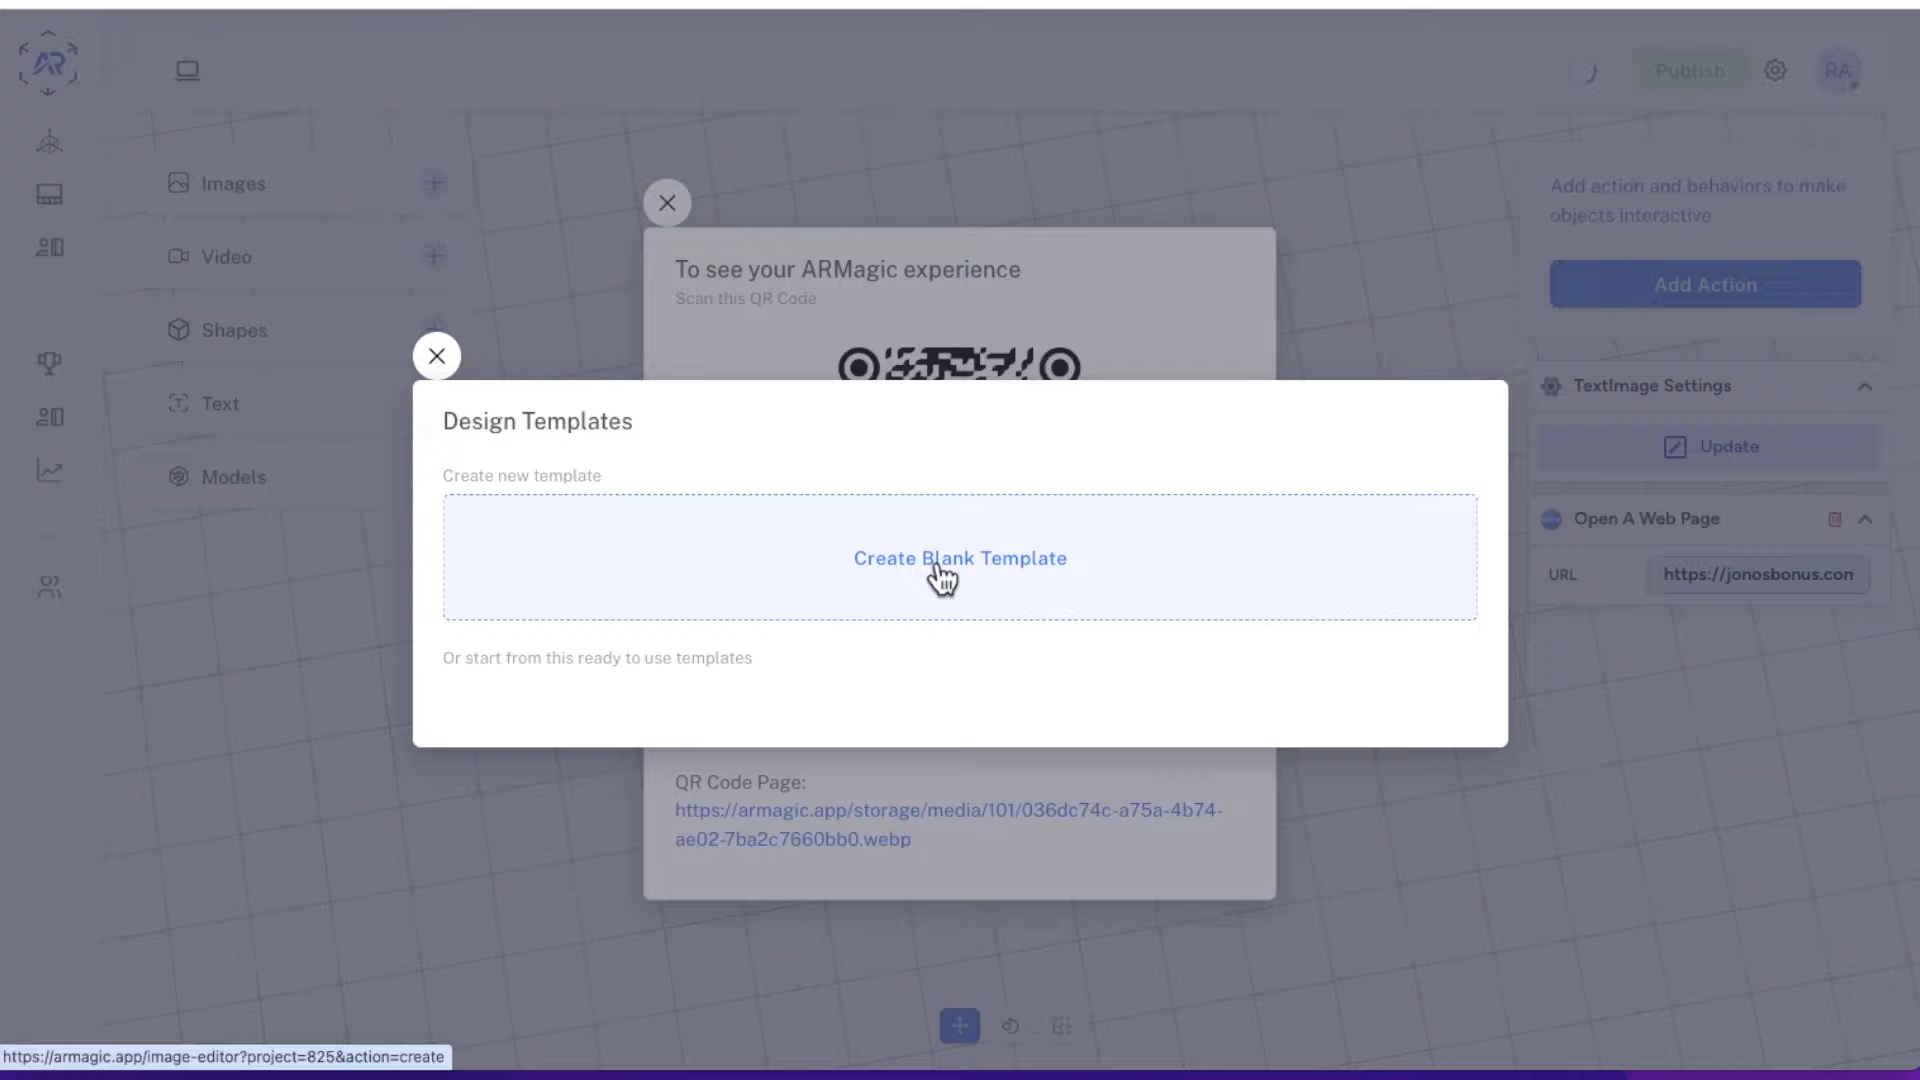 AR
Publish
RA
Images
Video
Shapes
Text
Models
To see your ARMagic experience
Scan this QR Code
Add action and behaviors to make
objects interactive
Add Action
TextImage Settings
Update
Open A Web Page
URL
https://jonosbonus.con
Design Templates
Create new template
Create Blank Template
Or start from this ready to use templates
QR Code Page:
https://armagic.app/storage/media/101/036dc74c-a75a-4b74-
ae02-7ba2c7660bb0.webp
https://armagic.app/image-editor?project=825&action=create